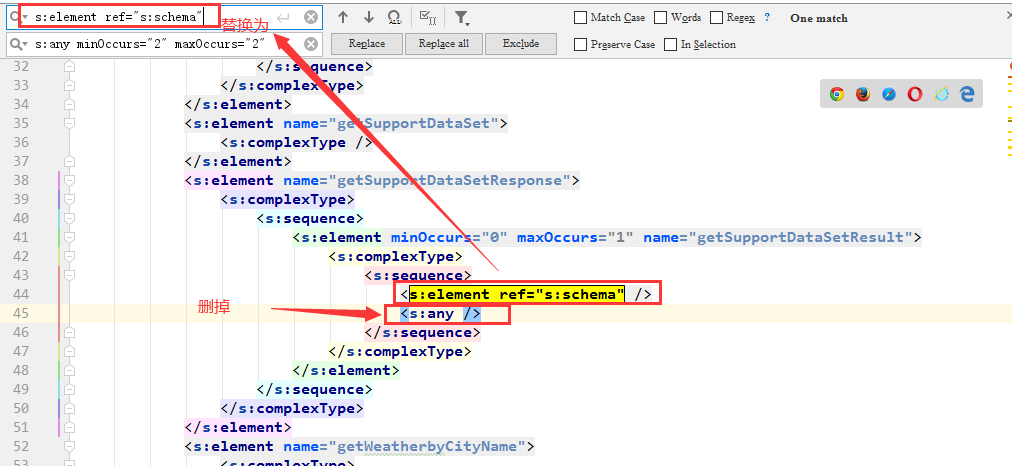 s:element ref="s:schema"
替换为
Match Case
Words
Regex
?
One match
s:any minOccurs="2" maxOccurs="2"
Replace
Replace all
Exclude
Preserve Case
In Selection
32 </s:sequence>
33 </s:complexType>
34 </s:element>
35 <s:element name="getSupportDataSet">
36 <s:complexType />
37 </s:element>
38 <s:element name="getSupportDataSetResponse">
39 <s:complexType>
40 <s:sequence>
41 <s:element minOccurs="0" maxOccurs="1" name="getSupportDataSetResult">
42 <s:complexType>
43 <s:sequence>
44 <s:element ref="s:schema" />
删掉
45 <s:any />
46 </s:sequence>
47 </s:complexType>
48 </s:element>
49 </s:sequence>
50 </s:complexType>
51 </s:element>
52 <s:element name="getWeatherbyCityName">